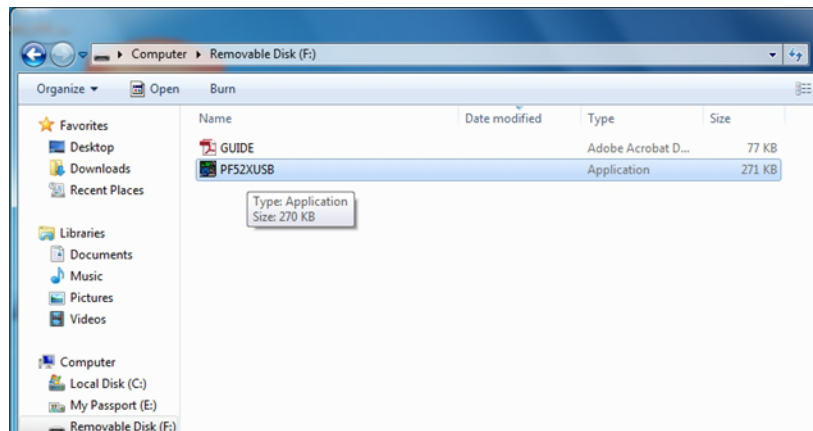 Computer Removable Disk (F:)
Organize Open Burn
Favorites
Desktop
Downloads
Recent Places
Libraries
Documents
Music
Pictures
Videos
Computer
Local Disk (C:)
My Passport (E:)
Removable Disk (F:)
Name Date modified Type Size
GUIDE Adobe Acrobat D... 77 KB
PF52XUSB Application 271 KB
Type: Application
Size: 270 KB